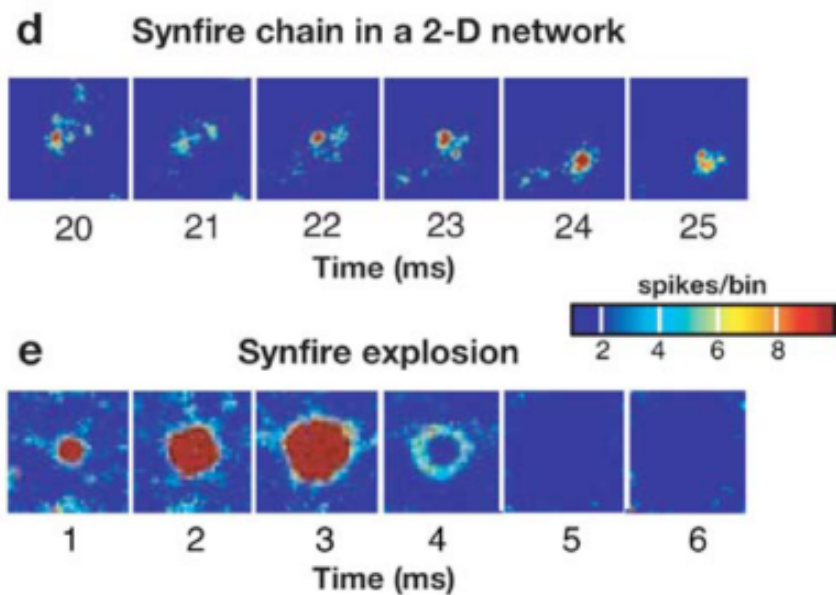 d Synfire chain in a 2-D network
20 21 22 23 24 25
Time (ms)
spikes/bin
2 4 6 8
e Synfire explosion
1 2 3 4 5 6
Time (ms)